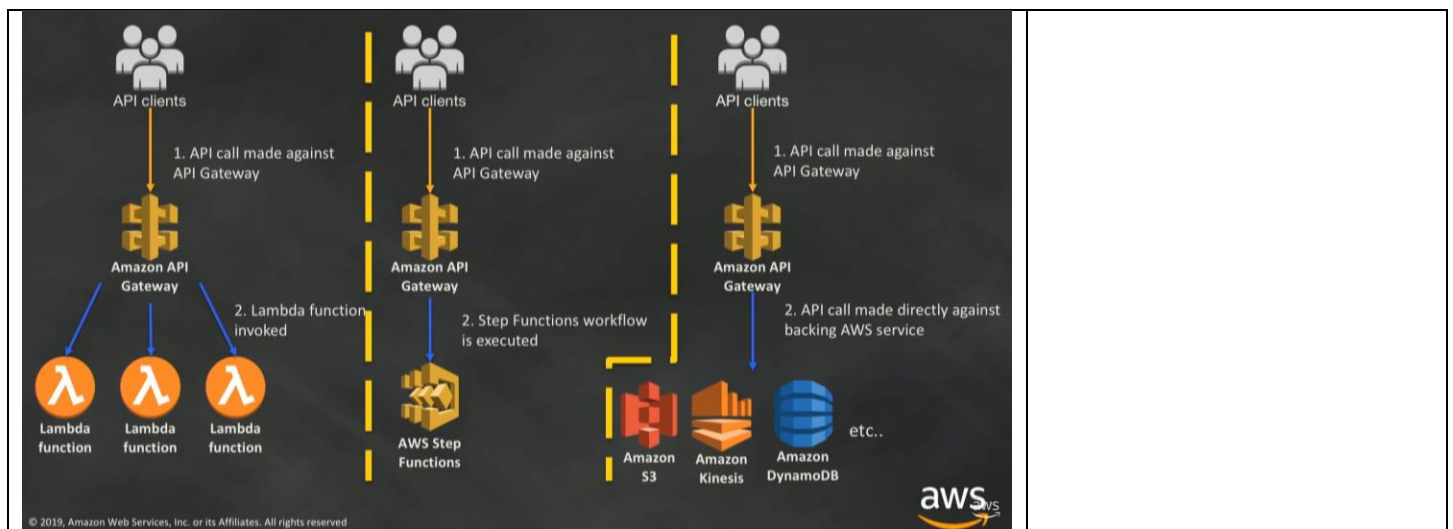 API clients
1. API call made against
API Gateway
Amazon API
Gateway
2. Lambda function
invoked
Lambda
function
Lambda
function
Lambda
function
API clients
1. API call made against
API Gateway
Amazon API
Gateway
2. Step Functions workflow
is executed
AWS Step
Functions
API clients
1. API call made against
API Gateway
Amazon API
Gateway
2. API call made directly against
backing AWS service
Amazon
S3
Amazon
Kinesis
Amazon
DynamoDB
etc..
© 2019, Amazon Web Services, Inc. or its Affiliates. All rights reserved
aws
aws